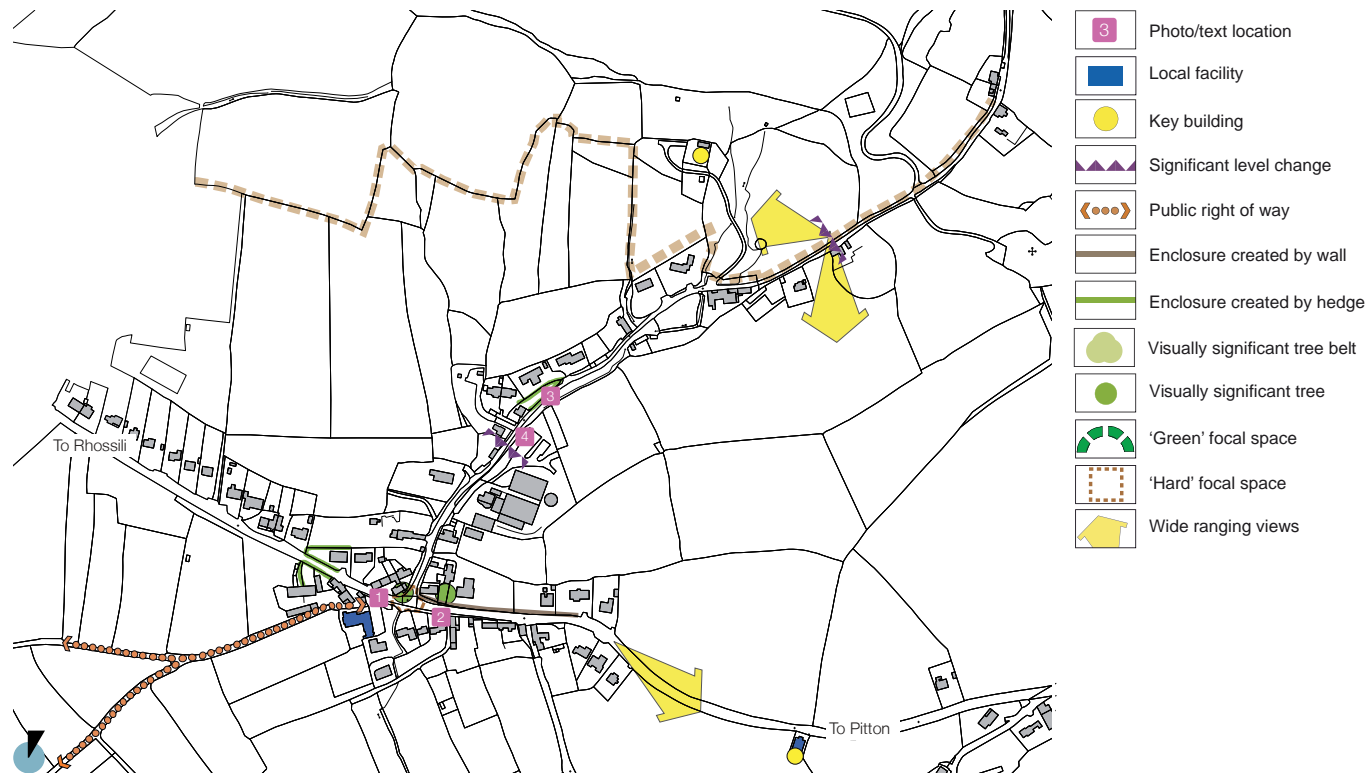 3
Photo/text location
Local facility
Key building
Significant level change
Public right of way
Enclosure created by wall
Enclosure created by hedge
Visually significant tree belt
Visually significant tree
‘Green’ focal space
‘Hard’ focal space
Wide ranging views
3
4
To Rhossili
1
2
To Pitton